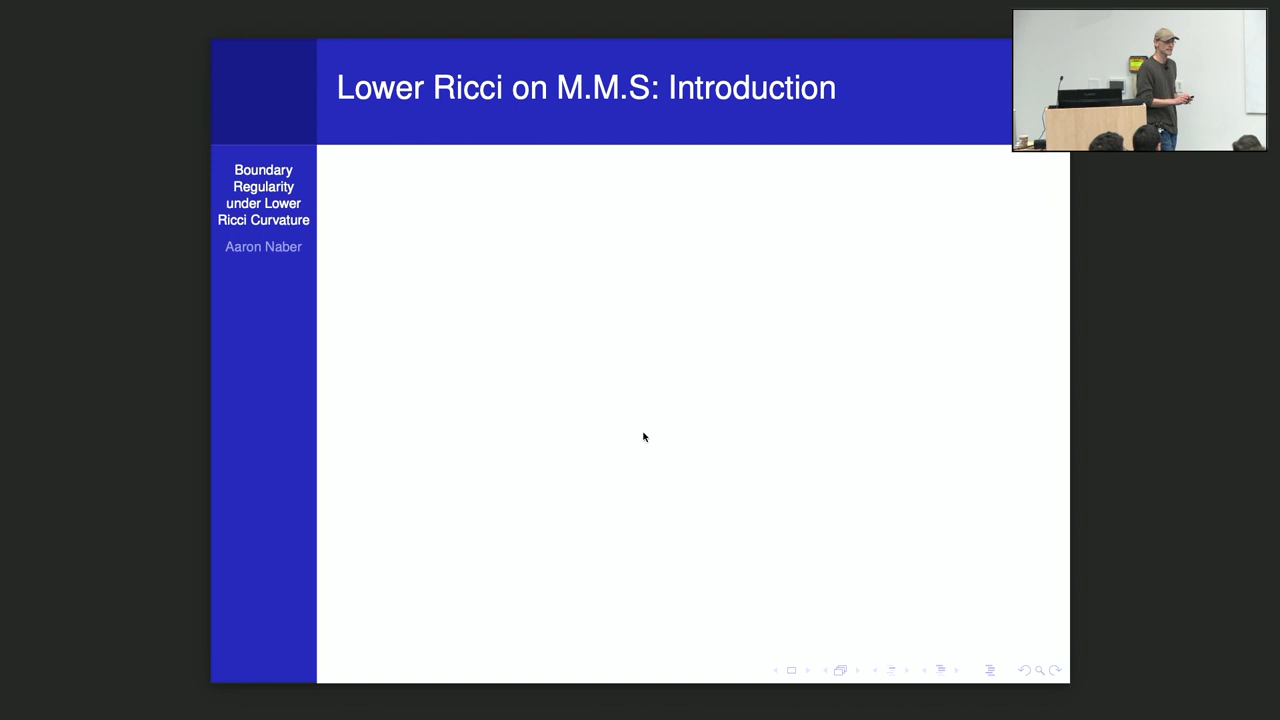 Lower Ricci on M.M.S: Introduction
Boundary
Regularity
under Lower
Ricci Curvature
Aaron Naber